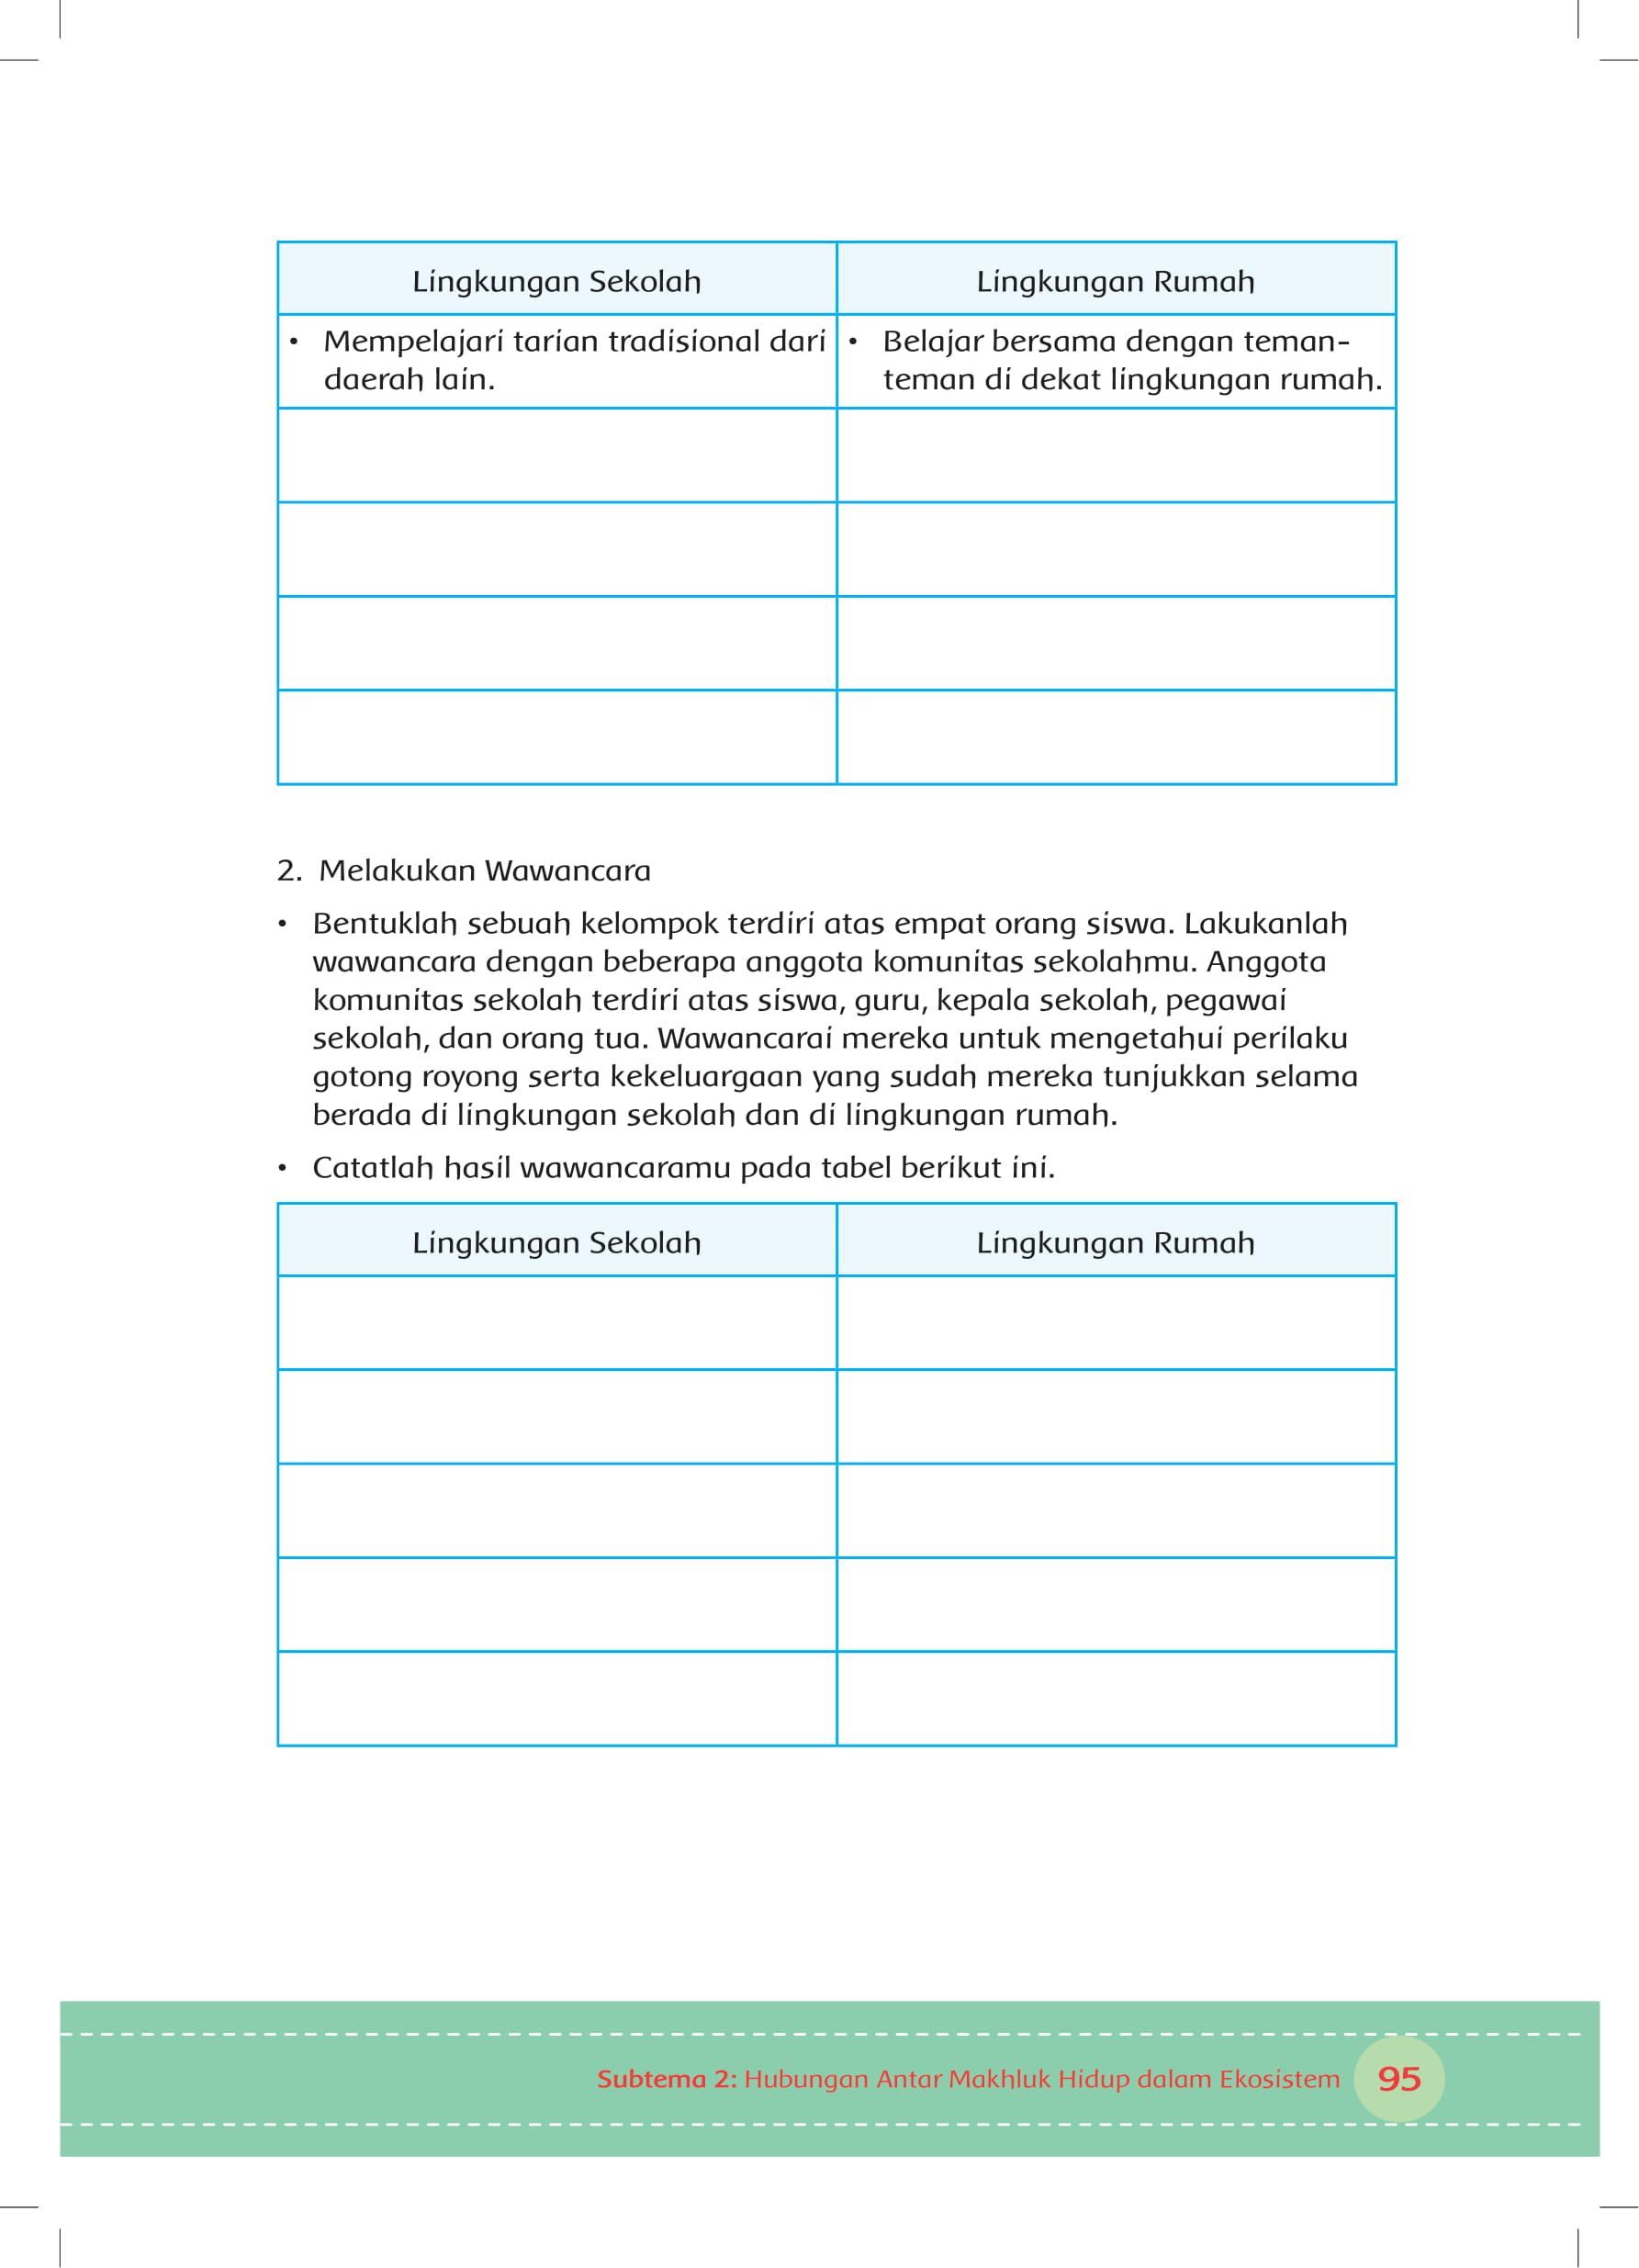 Lingkungan Sekolah
Lingkungan Rumah
• Mempelajari tarian tradisional dari
daerah lain.
• Belajar bersama dengan teman-
teman di dekat lingkungan rumah.
2. Melakukan Wawancara
• Bentuklah sebuah kelompok terdiri atas empat orang siswa. Lakukanlah
wawancara dengan beberapa anggota komunitas sekolahmu. Anggota
komunitas sekolah terdiri atas siswa, guru, kepala sekolah, pegawai
sekolah, dan orang tua. Wawancarai mereka untuk mengetahui perilaku
gotong royong serta kekeluargaan yang sudah mereka tunjukkan selama
berada di lingkungan sekolah dan di lingkungan rumah.
• Catatlah hasil wawancaramu pada tabel berikut ini.
Lingkungan Sekolah
Lingkungan Rumah
Subtema 2: Hubungan Antar Makhluk Hidup dalam Ekosistem
95